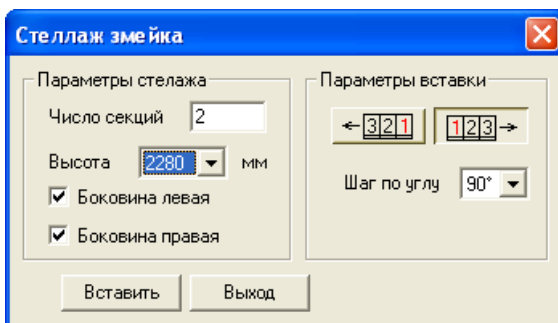 Стеллаж змейка
Параметры стелажа
Число секций 2
Высота 2280 мм
Боковина левая
Боковина правая
Параметры вставки
←321 123→
Шаг по углу 90°
Вставить Выход